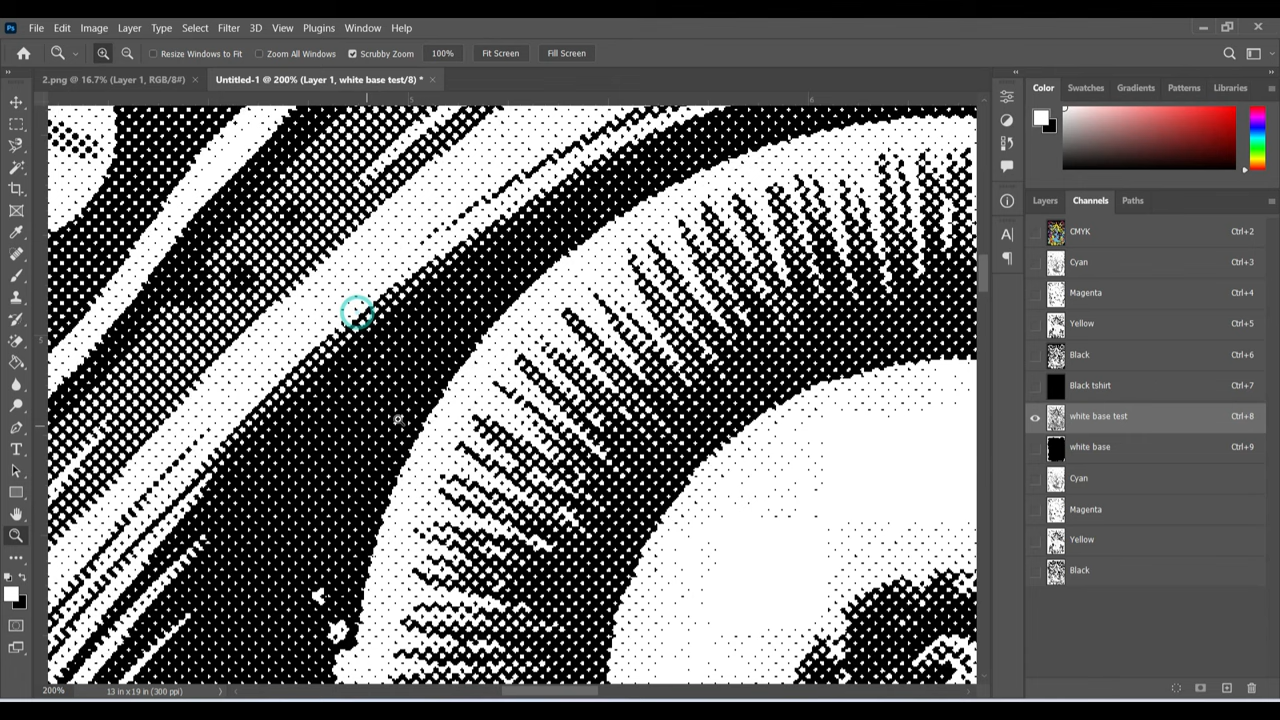 Ps File Edit Image Layer Type Select Filter 3D View Plugins Window Help
Resize Windows to Fit Zoom All Windows Scrubby Zoom 100% Fit Screen Fill Screen
2.png @ 16.7% (Layer 1, RGB/8#) × Untitled-1 @ 200% (Layer 1, white base test/8) * ×
Color Swatches Gradients Patterns Libraries
5 6
5
Layers Channels Paths
CMYK Ctrl+2
Cyan Ctrl+3
Magenta Ctrl+4
Yellow Ctrl+5
Black Ctrl+6
Black tshirt Ctrl+7
white base test Ctrl+8
white base Ctrl+9
Cyan
Magenta
Yellow
Black
200% 13 in x 19 in (300 ppi)